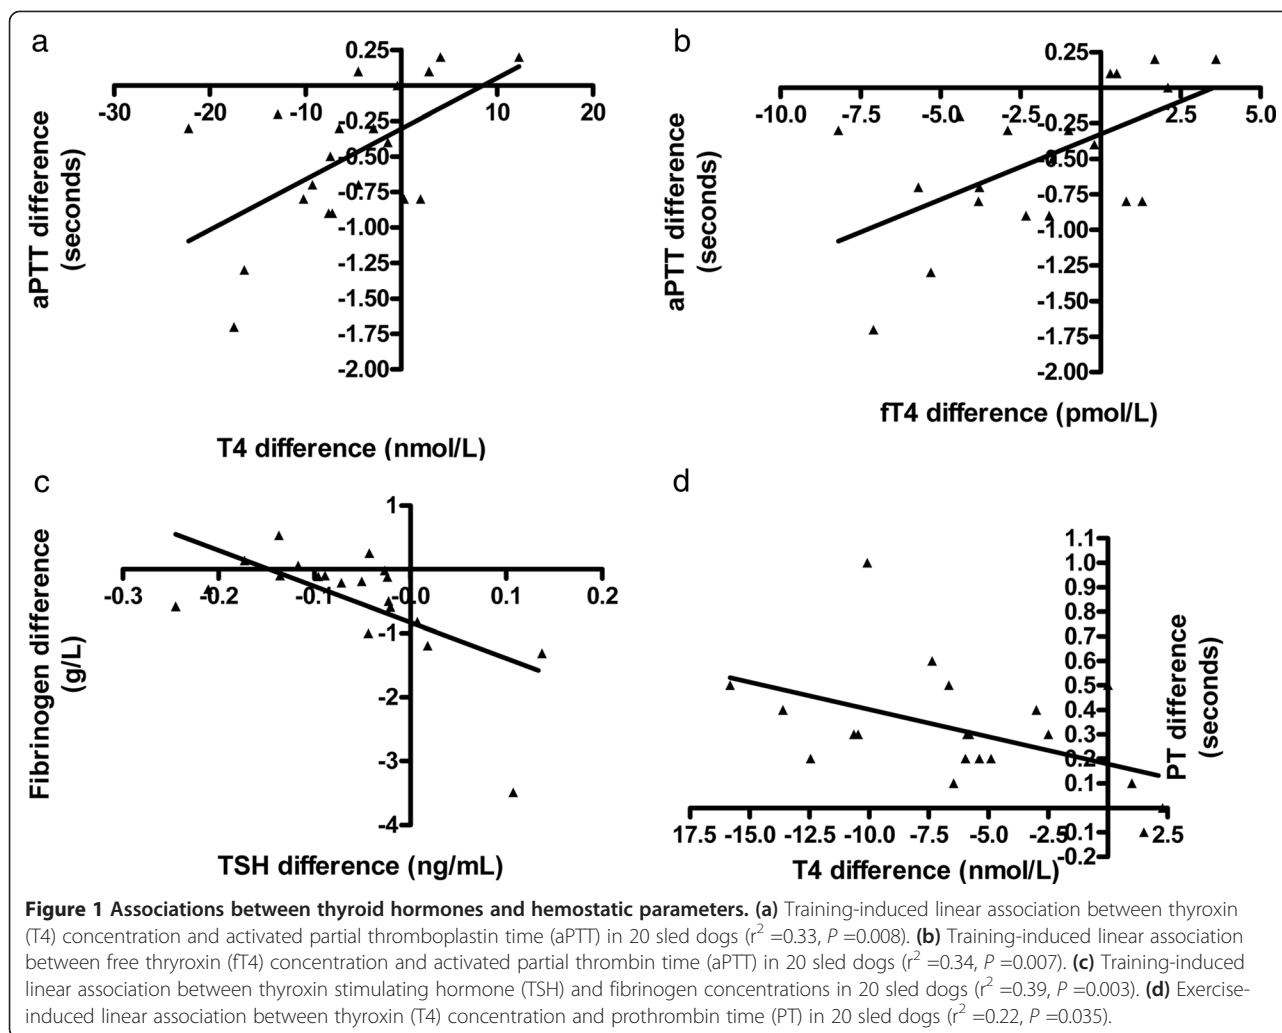 a
0.25
-30 -20 -10 10 20
-0.25
-0.50
-0.75
-1.00
-1.25
-1.50
-1.75
-2.00
aPTT difference
(seconds)
T4 difference (nmol/L)
b
0.25
-10.0 -7.5 -5.0 -2.5 2.5 5.0
-0.25
-0.50
-0.75
-1.00
-1.25
-1.50
-1.75
-2.00
aPTT difference
(seconds)
fT4 difference (pmol/L)
c
1
-0.3 -0.2 -0.1 -0.0 0.1 0.2
-1
-2
-3
-4
Fibrinogen difference
(g/L)
TSH difference (ng/mL)
d
1.1
1.0
0.9
0.8
0.7
0.6
0.5
0.4
0.3
0.2
0.1
17.5 -15.0 -12.5 -10.0 -7.5 -5.0 -2.5 2.5
-0.1
-0.2
PT difference
(seconds)
T4 difference (nmol/L)
Figure 1 Associations between thyroid hormones and hemostatic parameters. (a) Training-induced linear association between thyroxin
(T4) concentration and activated partial thromboplastin time (aPTT) in 20 sled dogs (r² =0.33, P =0.008). (b) Training-induced linear association
between free thryroxin (fT4) concentration and activated partial thrombin time (aPTT) in 20 sled dogs (r² =0.34, P =0.007). (c) Training-induced
linear association between thyroxin stimulating hormone (TSH) and fibrinogen concentrations in 20 sled dogs (r² =0.39, P =0.003). (d) Exercise-
induced linear association between thyroxin (T4) concentration and prothrombin time (PT) in 20 sled dogs (r² =0.22, P =0.035).